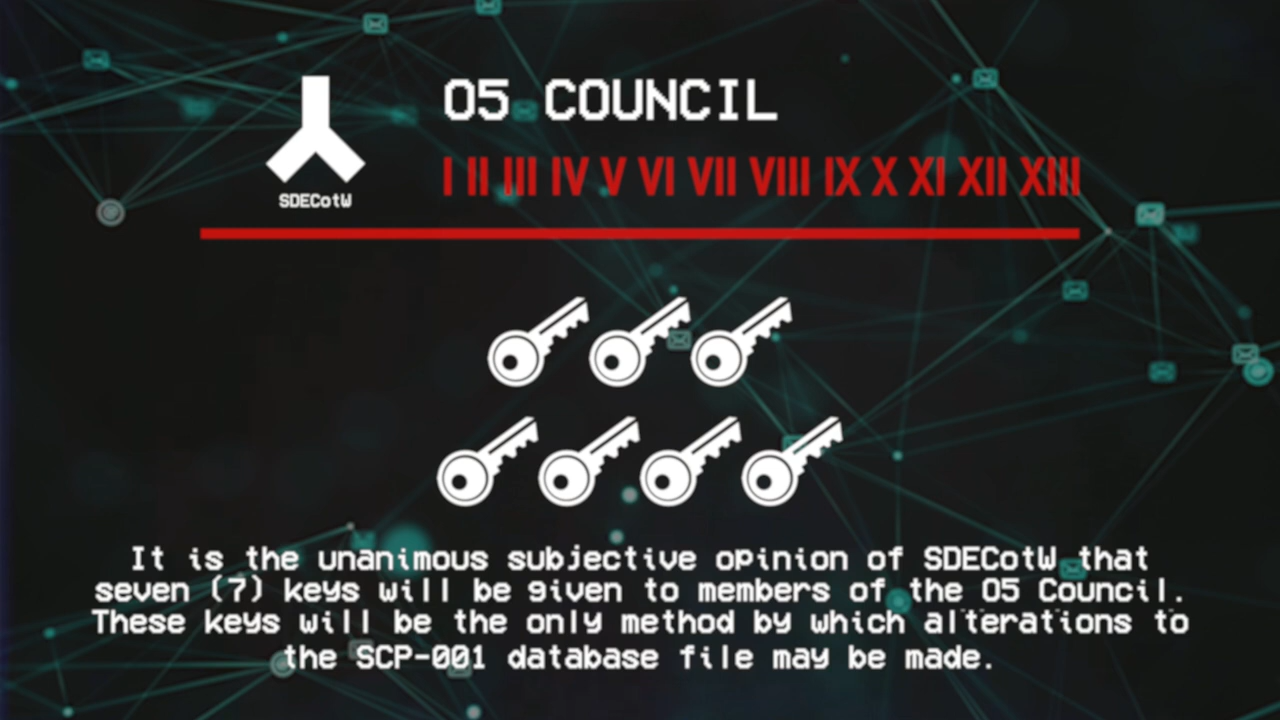 O5 COUNCIL
I II III IV V VI VII VIII IX X XI XII XIII
SDECotW
It is the unanimous subjective opinion of SDECotW that
seven (7) keys will be given to members of the O5 Council.
These keys will be the only method by which alterations to
the SCP-001 database file may be made.